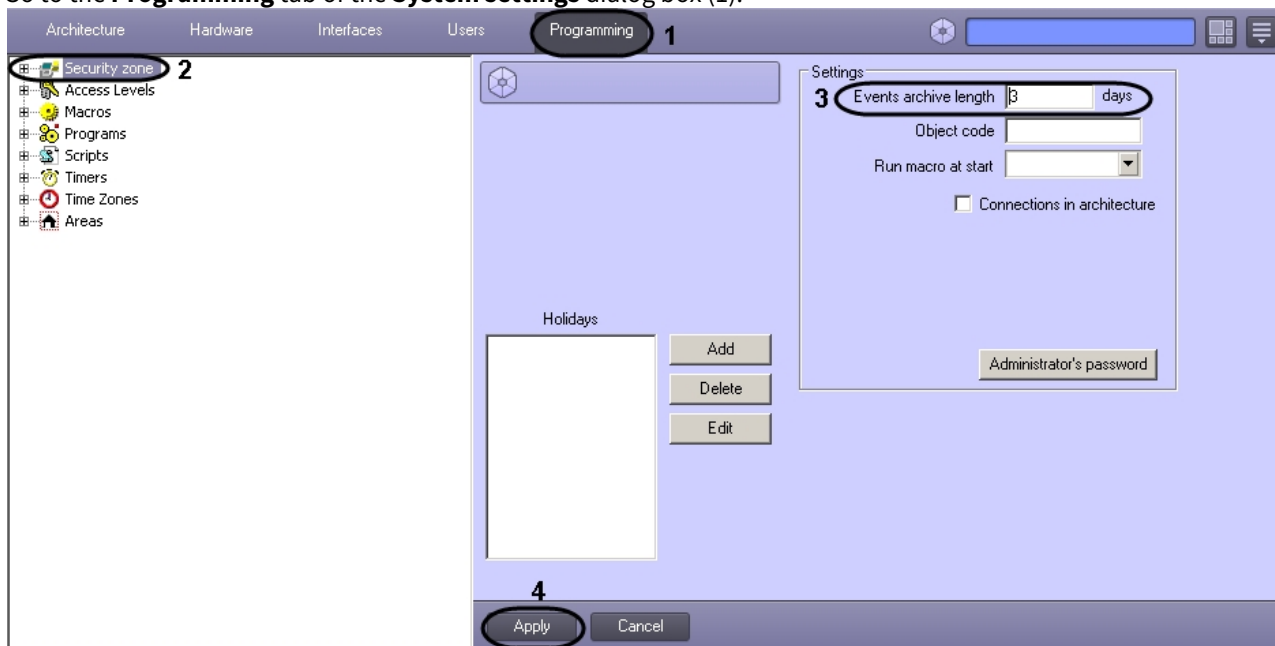 Go to the Programming tab of the System settings dialog box (1).
Architecture Hardware Interfaces Users Programming 1
Security zone 2
Access Levels
Macros
Programs
Scripts
Timers
Time Zones
Areas
Settings
3 Events archive length 3 days
Object code
Run macro at start
Connections in architecture
Administrator's password
Holidays
Add
Delete
Edit
4
Apply Cancel